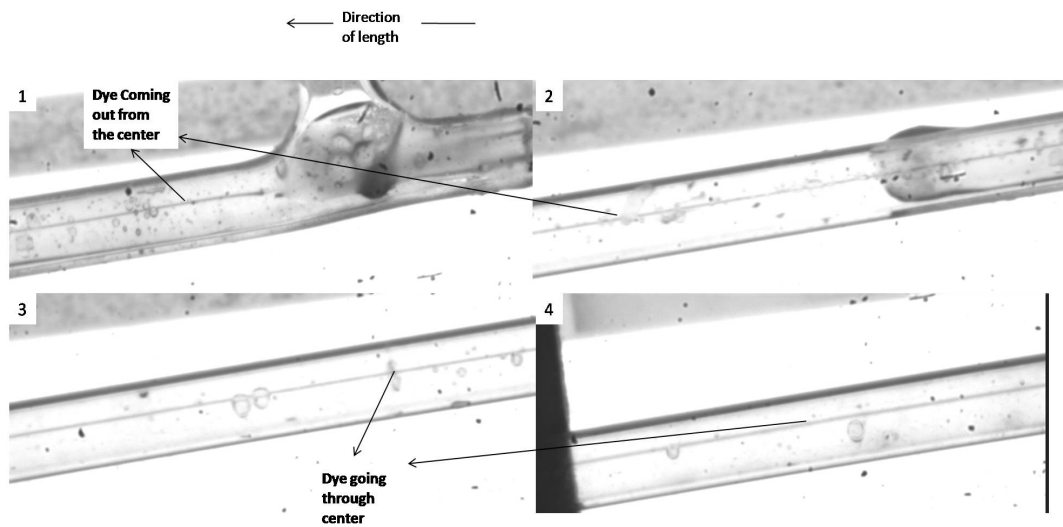 Direction
of length
1
Dye Coming
out from
the center
2
3
4
Dye going
through
center